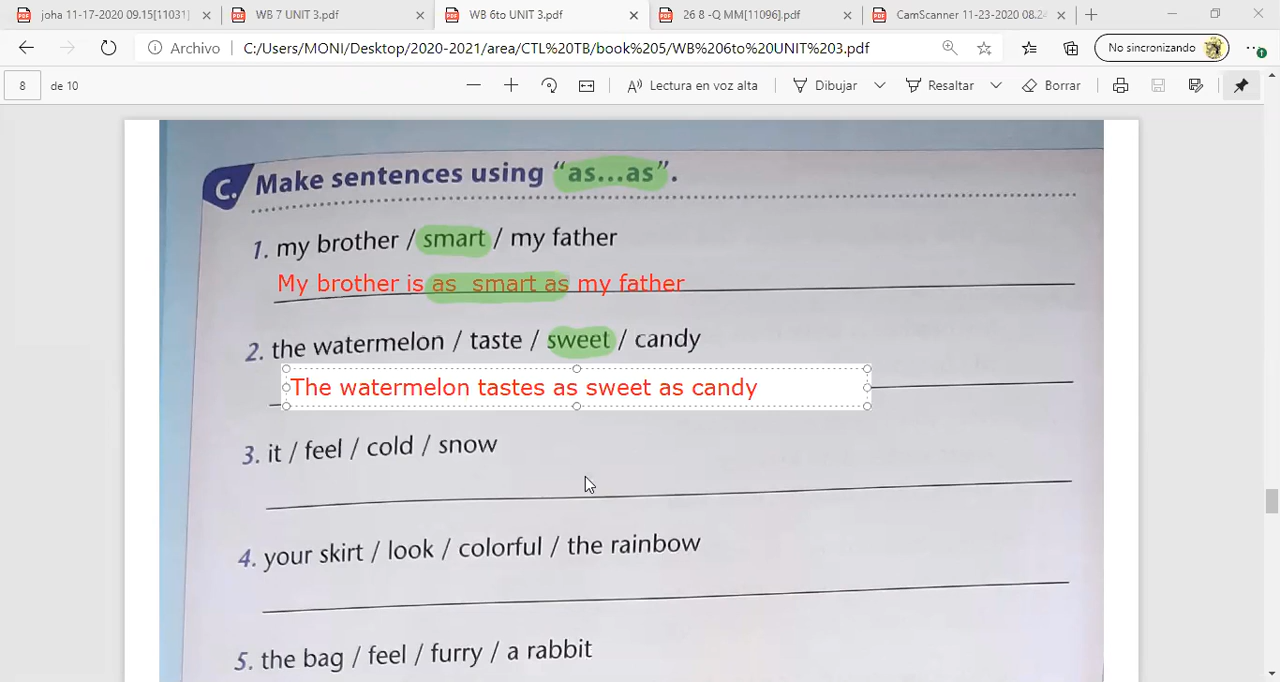 joha 11-17-2020 09.15[11031]
WB 7 UNIT 3.pdf
WB 6to UNIT 3.pdf
26 8 -Q MM[11096].pdf
CamScanner 11-23-2020 08.24
Archivo
C:/Users/MONI/Desktop/2020-2021/area/CTL%20TB/book%205/WB%206to%20UNIT%203.pdf
No sincronizando
8 de 10
Lectura en voz alta
Dibujar
Resaltar
Borrar
C. Make sentences using “as...as”.
1. my brother / smart / my father
My brother is as smart as my father
2. the watermelon / taste / sweet / candy
The watermelon tastes as sweet as candy
3. it / feel / cold / snow
4. your skirt / look / colorful / the rainbow
5. the bag / feel / furry / a rabbit